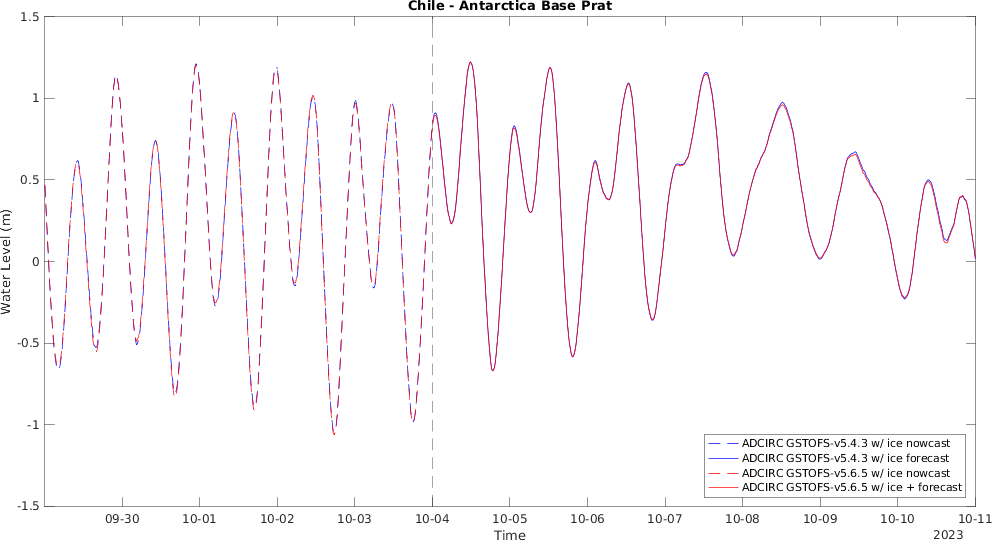 Chile - Antarctica Base Prat
1.5
1
0.5
0
-0.5
-1
-1.5
Water Level (m)
09-30 10-01 10-02 10-03 10-04 10-05 10-06 10-07 10-08 10-09 10-10 10-11
Time
2023
ADCIRC GSTOFS-v5.4.3 w/ ice nowcast
ADCIRC GSTOFS-v5.4.3 w/ ice forecast
ADCIRC GSTOFS-v5.6.5 w/ ice nowcast
ADCIRC GSTOFS-v5.6.5 w/ ice + forecast